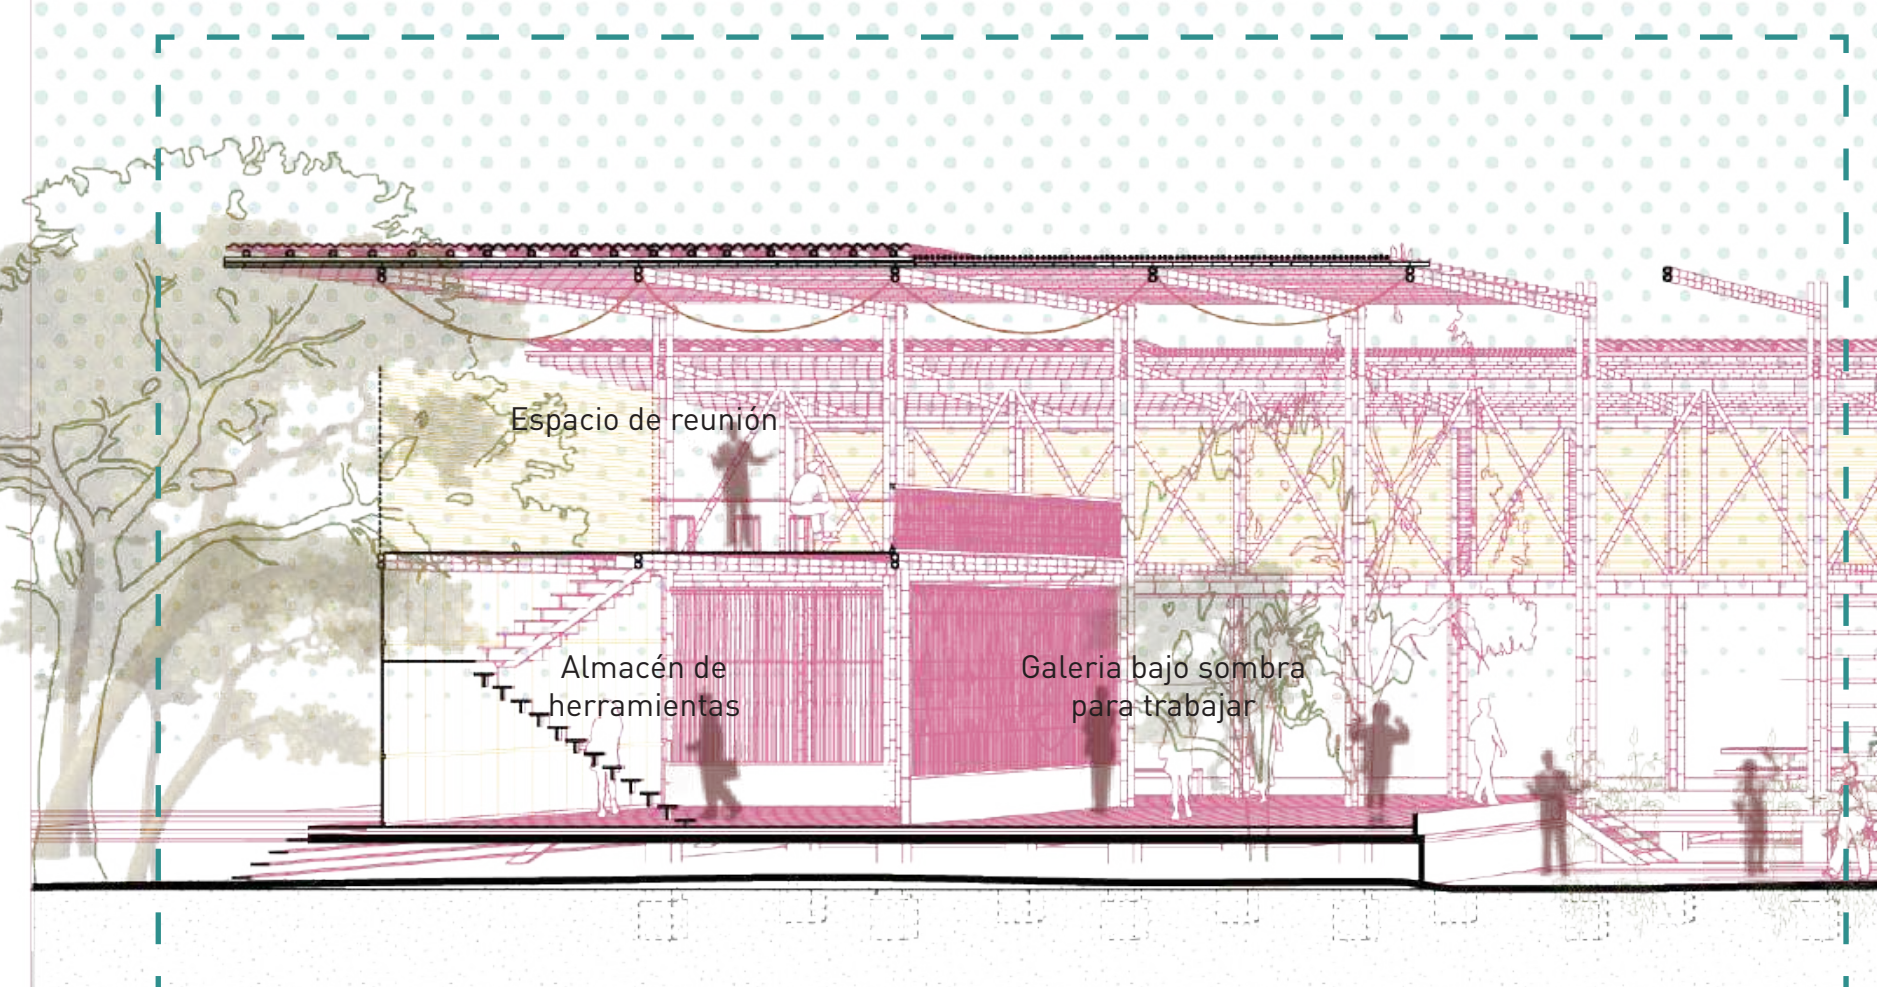 Espacio de reunión
Almacén de
herramientas
Galeria bajo sombra
para trabajar